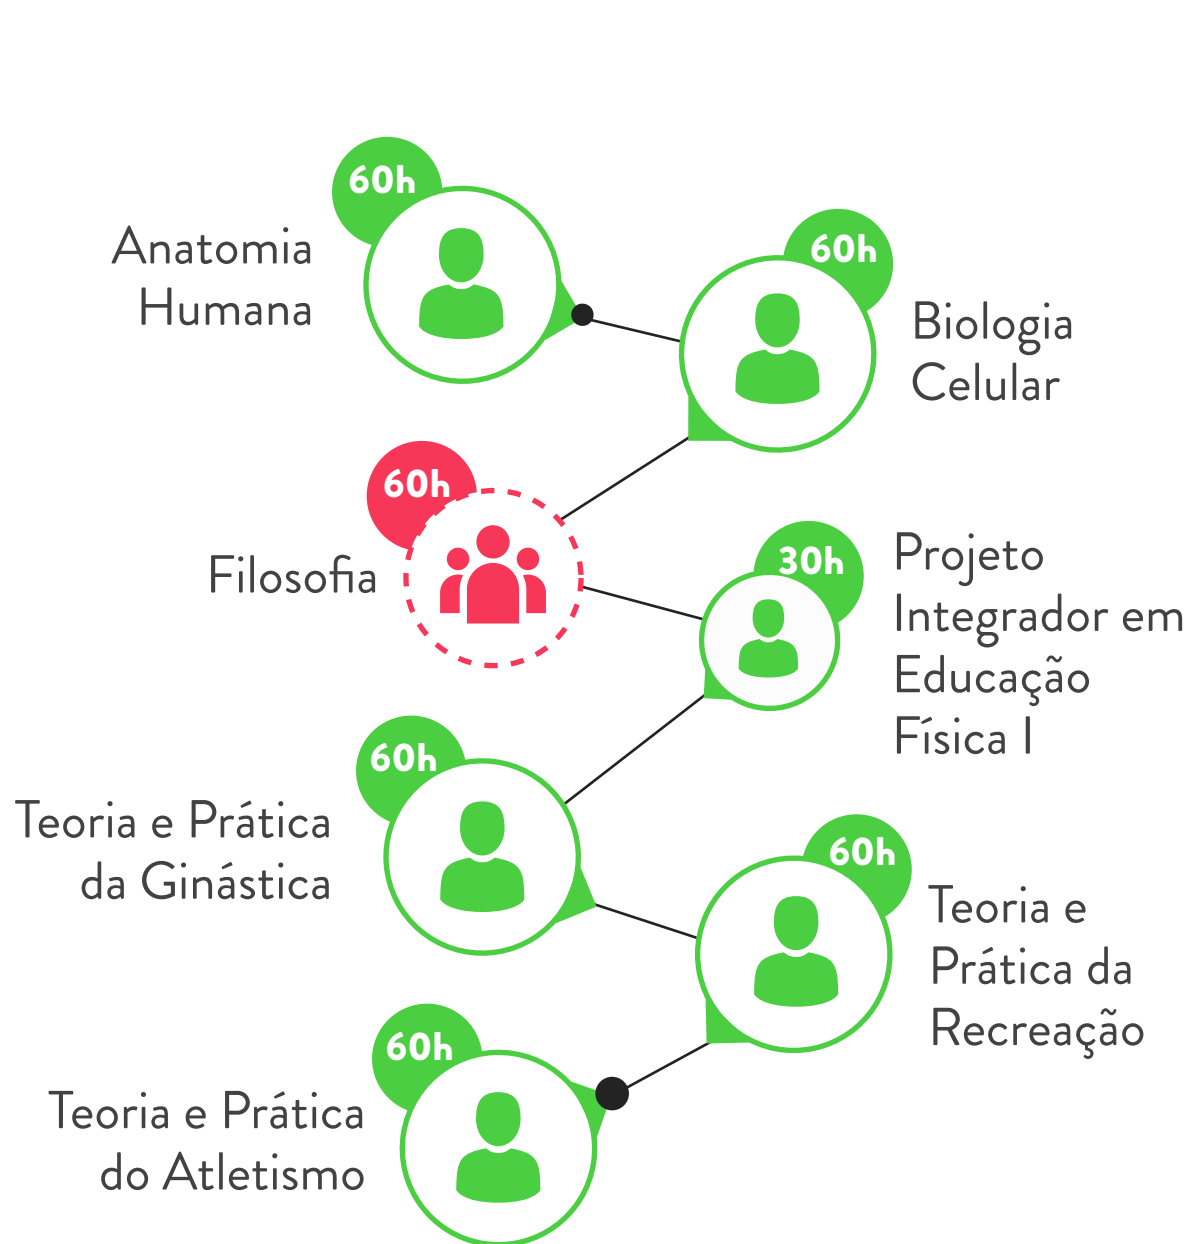 60h
Anatomia
Humana
60h
Biologia
Celular
60h
Filosofia
30h
Projeto
Integrador em
Educação
Física I
60h
Teoria e Prática
da Ginástica
60h
Teoria e
Prática da
Recreação
60h
Teoria e Prática
do Atletismo